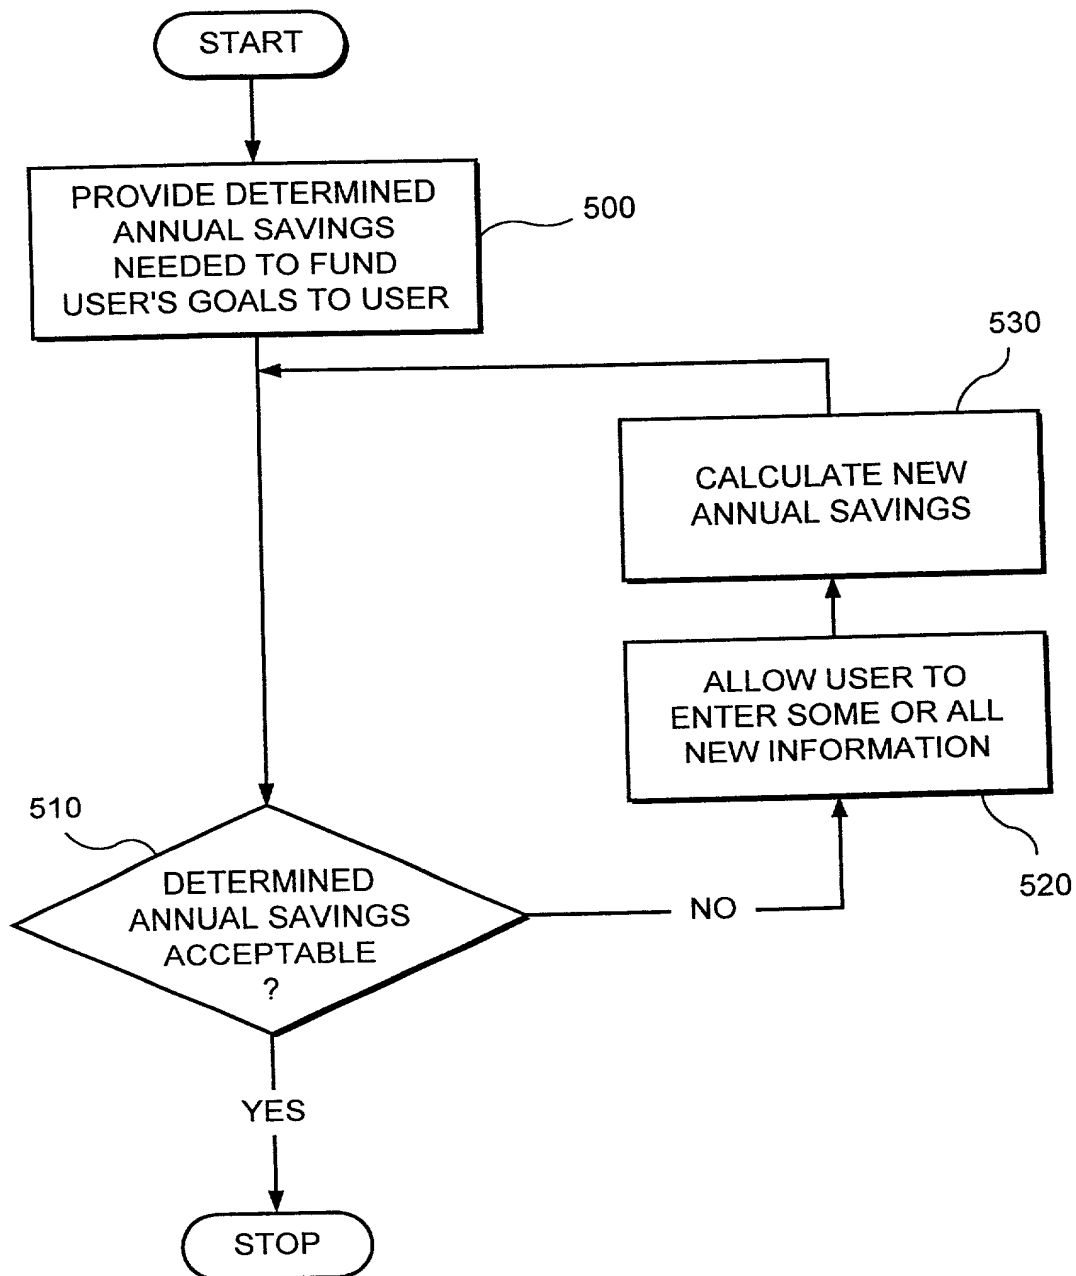 START
PROVIDE DETERMINED
ANNUAL SAVINGS
NEEDED TO FUND
USER'S GOALS TO USER
500
530
CALCULATE NEW
ANNUAL SAVINGS
ALLOW USER TO
ENTER SOME OR ALL
NEW INFORMATION
520
510
DETERMINED
ANNUAL SAVINGS
ACCEPTABLE
?
NO
YES
STOP